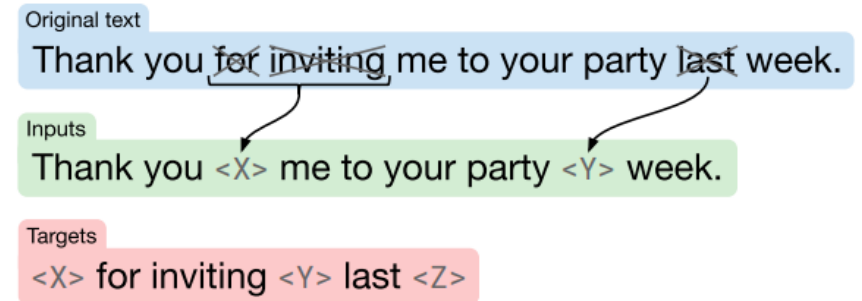 Original text
Thank you for inviting me to your party last week.
Inputs
Thank you <X> me to your party <Y> week.
Targets
<X> for inviting <Y> last <Z>